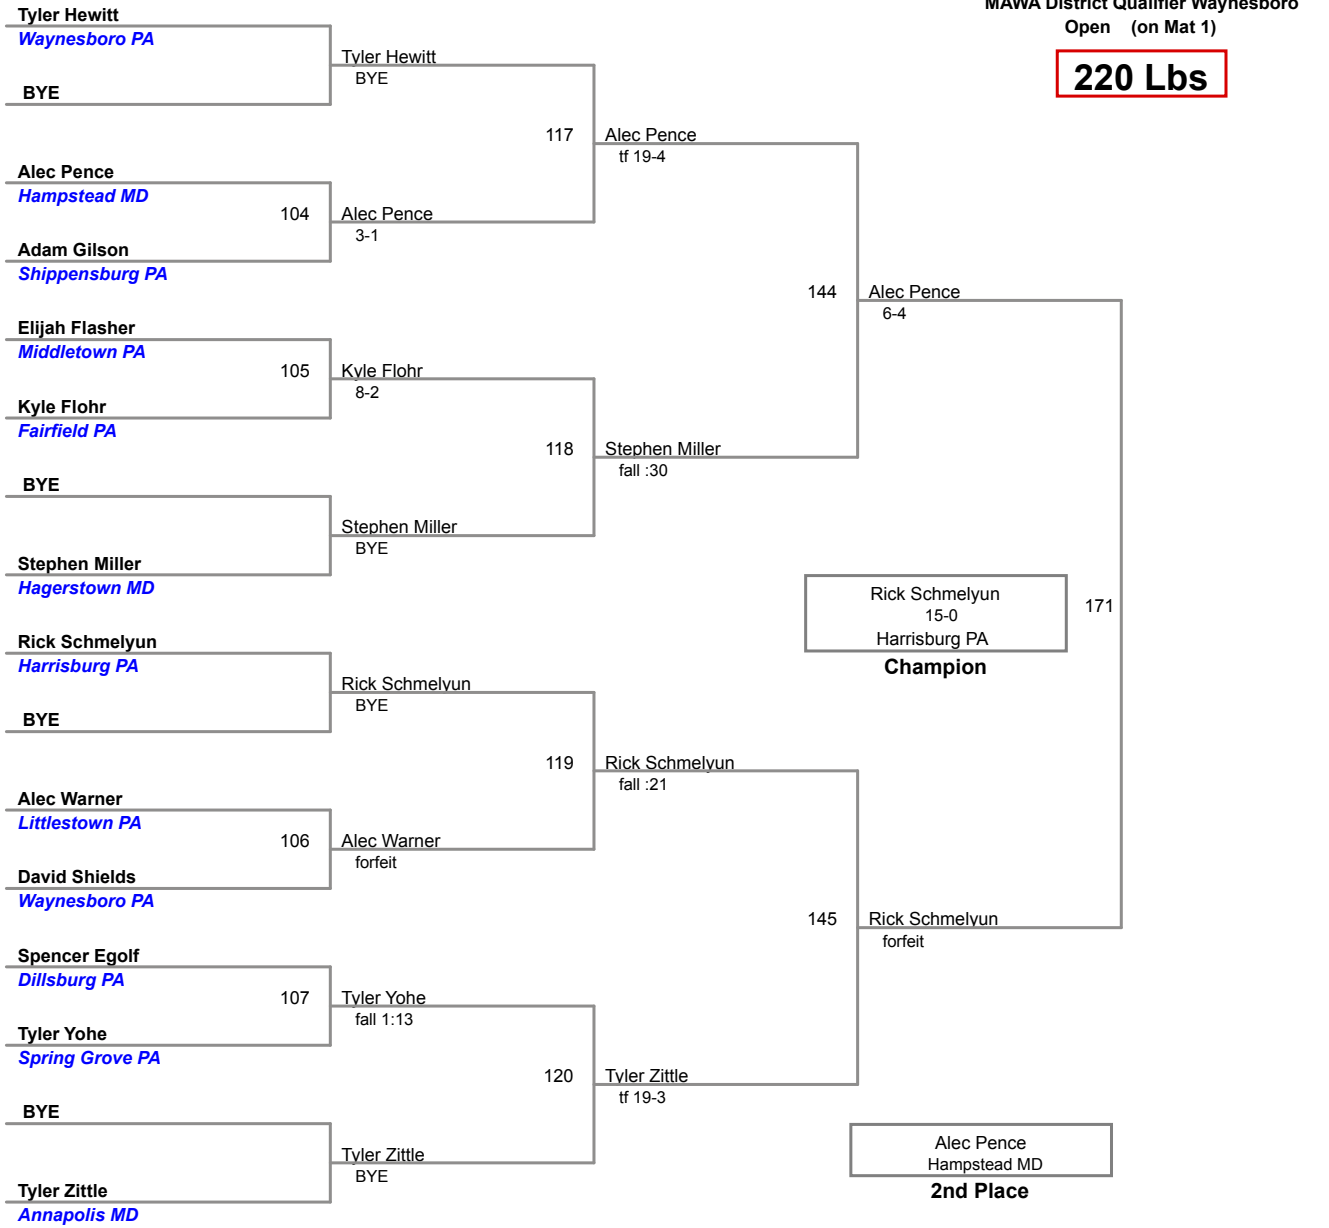 MAWA District Qualifier Waynesboro
Open (on Mat 1)
220 Lbs
Tyler Hewitt
Waynesboro PA
BYE
Tyler Hewitt
BYE
Alec Pence
Hampstead MD
104
Adam Gilson
Shippensburg PA
Alec Pence
3-1
117
Alec Pence
tf 19-4
Elijah Flasher
Middletown PA
105
Kyle Flohr
Fairfield PA
Kyle Flohr
8-2
BYE
Stephen Miller
Hagerstown MD
Stephen Miller
BYE
118
Stephen Miller
fall :30
144
Alec Pence
6-4
Rick Schmelyun
Harrisburg PA
BYE
Rick Schmelyun
BYE
Alec Warner
Littlestown PA
106
David Shields
Waynesboro PA
Alec Warner
forfeit
119
Rick Schmelyun
fall :21
Spencer Egolf
Dillsburg PA
107
Tyler Yohe
Spring Grove PA
Tyler Yohe
fall 1:13
BYE
Tyler Zittle
Annapolis MD
Tyler Zittle
BYE
120
Tyler Zittle
tf 19-3
145
Rick Schmelyun
forfeit
171
Rick Schmelyun
15-0
Harrisburg PA
Champion
Alec Pence
Hampstead MD
2nd Place